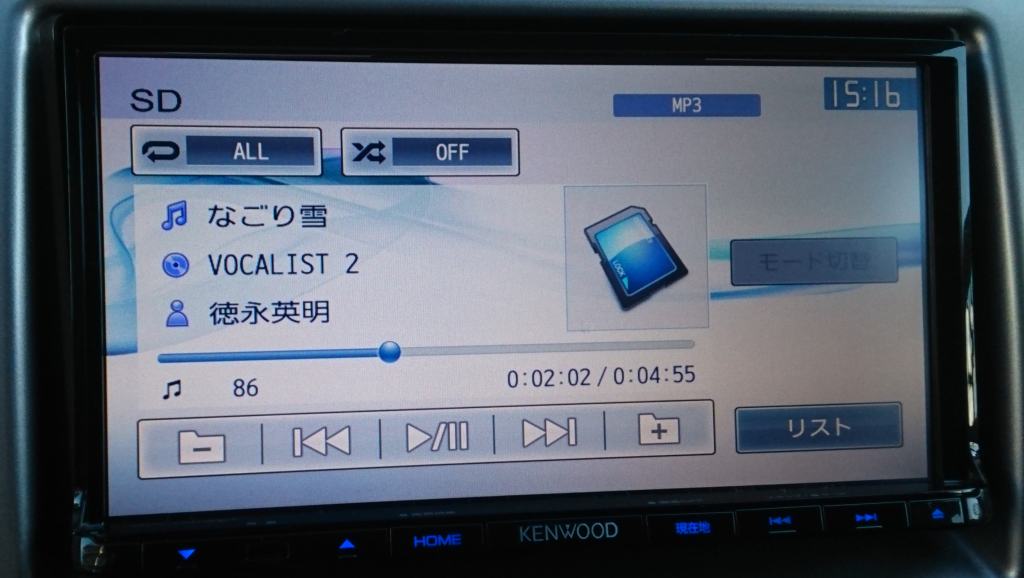 SD
MP3
15:16
ALL
OFF
なごり雪
VOCALIST 2
モード切替
徳永英明
LOCK
86
0:02:02/0:04:55
リスト
HOME
KENWOOD
現在地